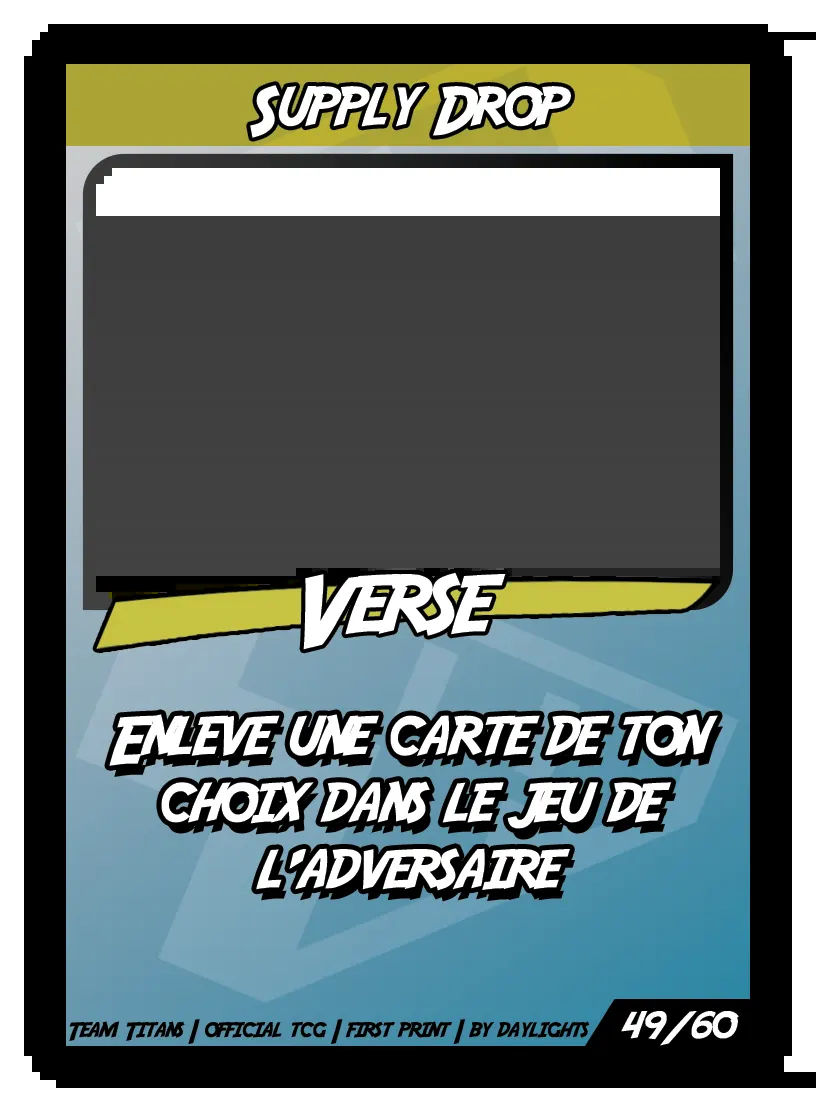 Supply Drop
Verse
Enleve une carte de ton
choix dans le jeu de
l'adversaire
Team Titans | official tcg | first print | by daylights
49/60